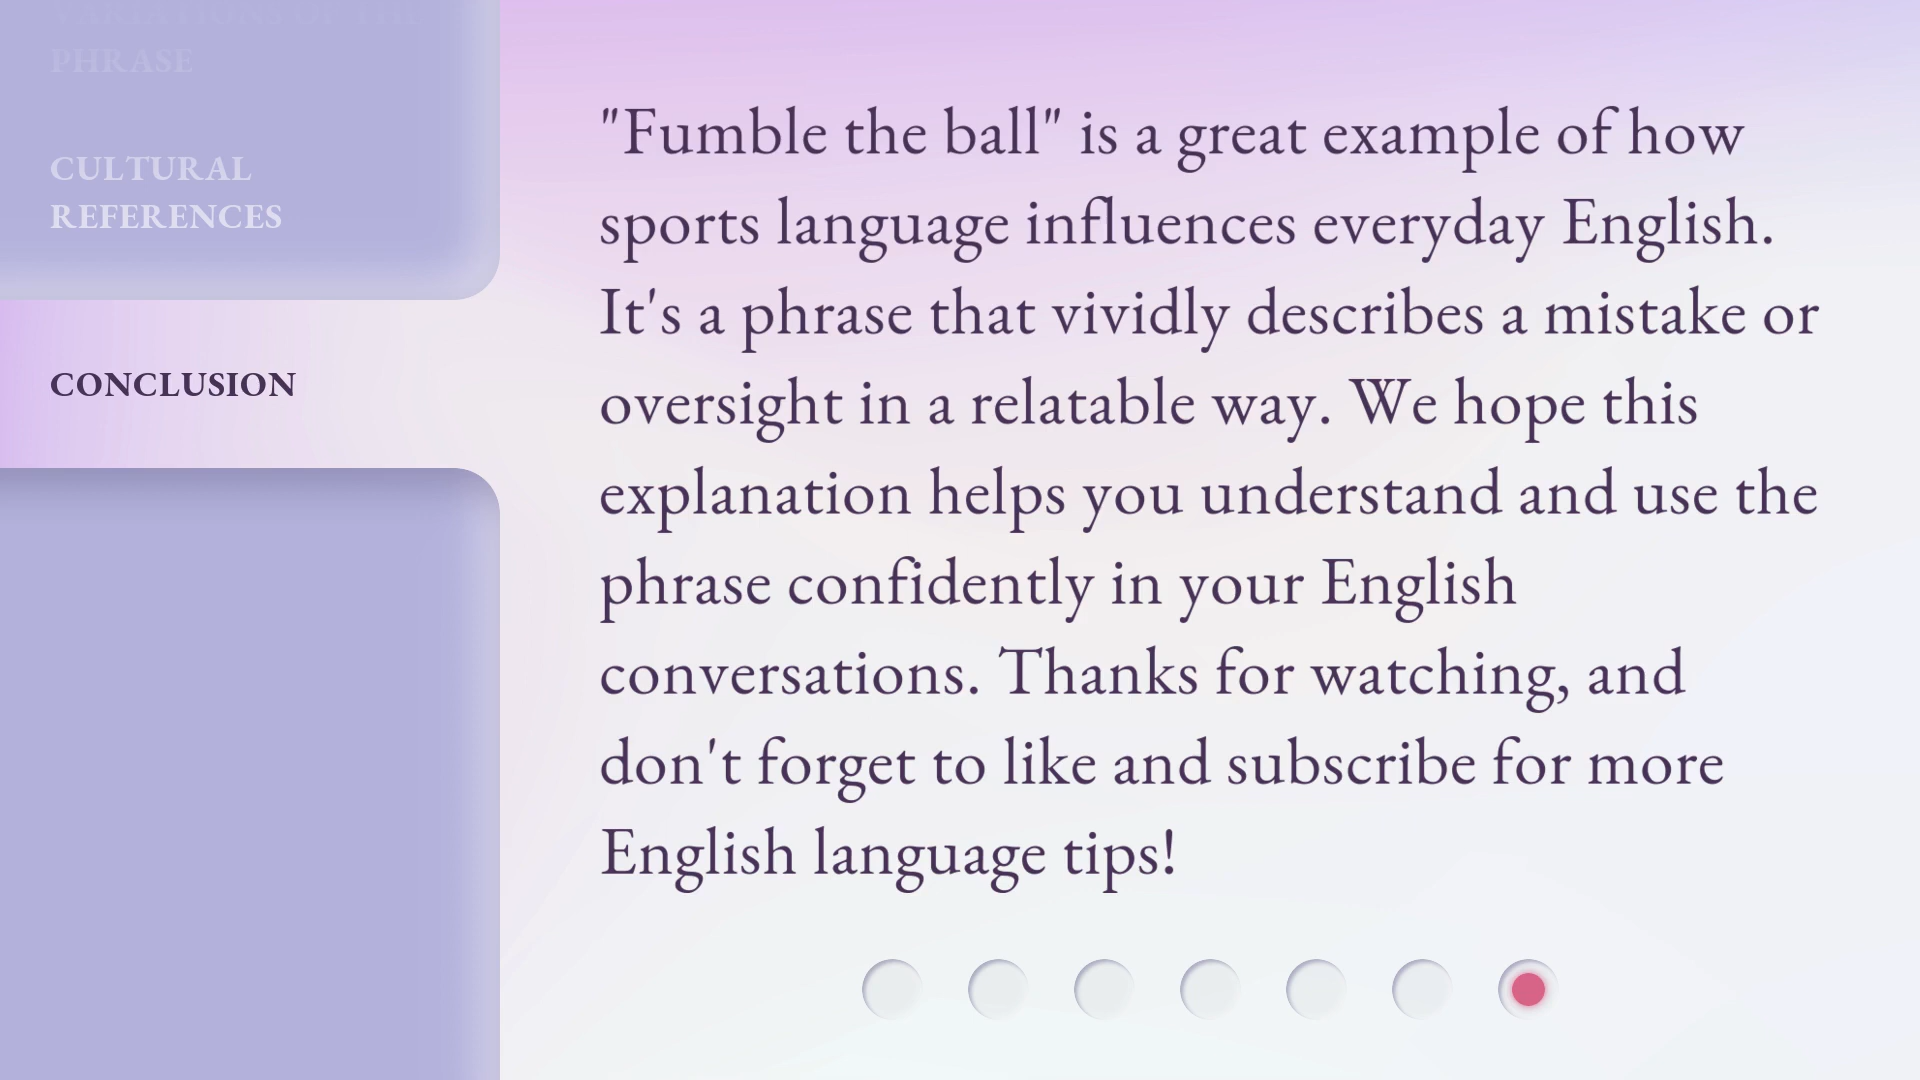 VARIATIONS OF THE
PHRASE
CULTURAL
REFERENCES
CONCLUSION
"Fumble the ball" is a great example of how
sports language influences everyday English.
It's a phrase that vividly describes a mistake or
oversight in a relatable way. We hope this
explanation helps you understand and use the
phrase confidently in your English
conversations. Thanks for watching, and
don't forget to like and subscribe for more
English language tips!